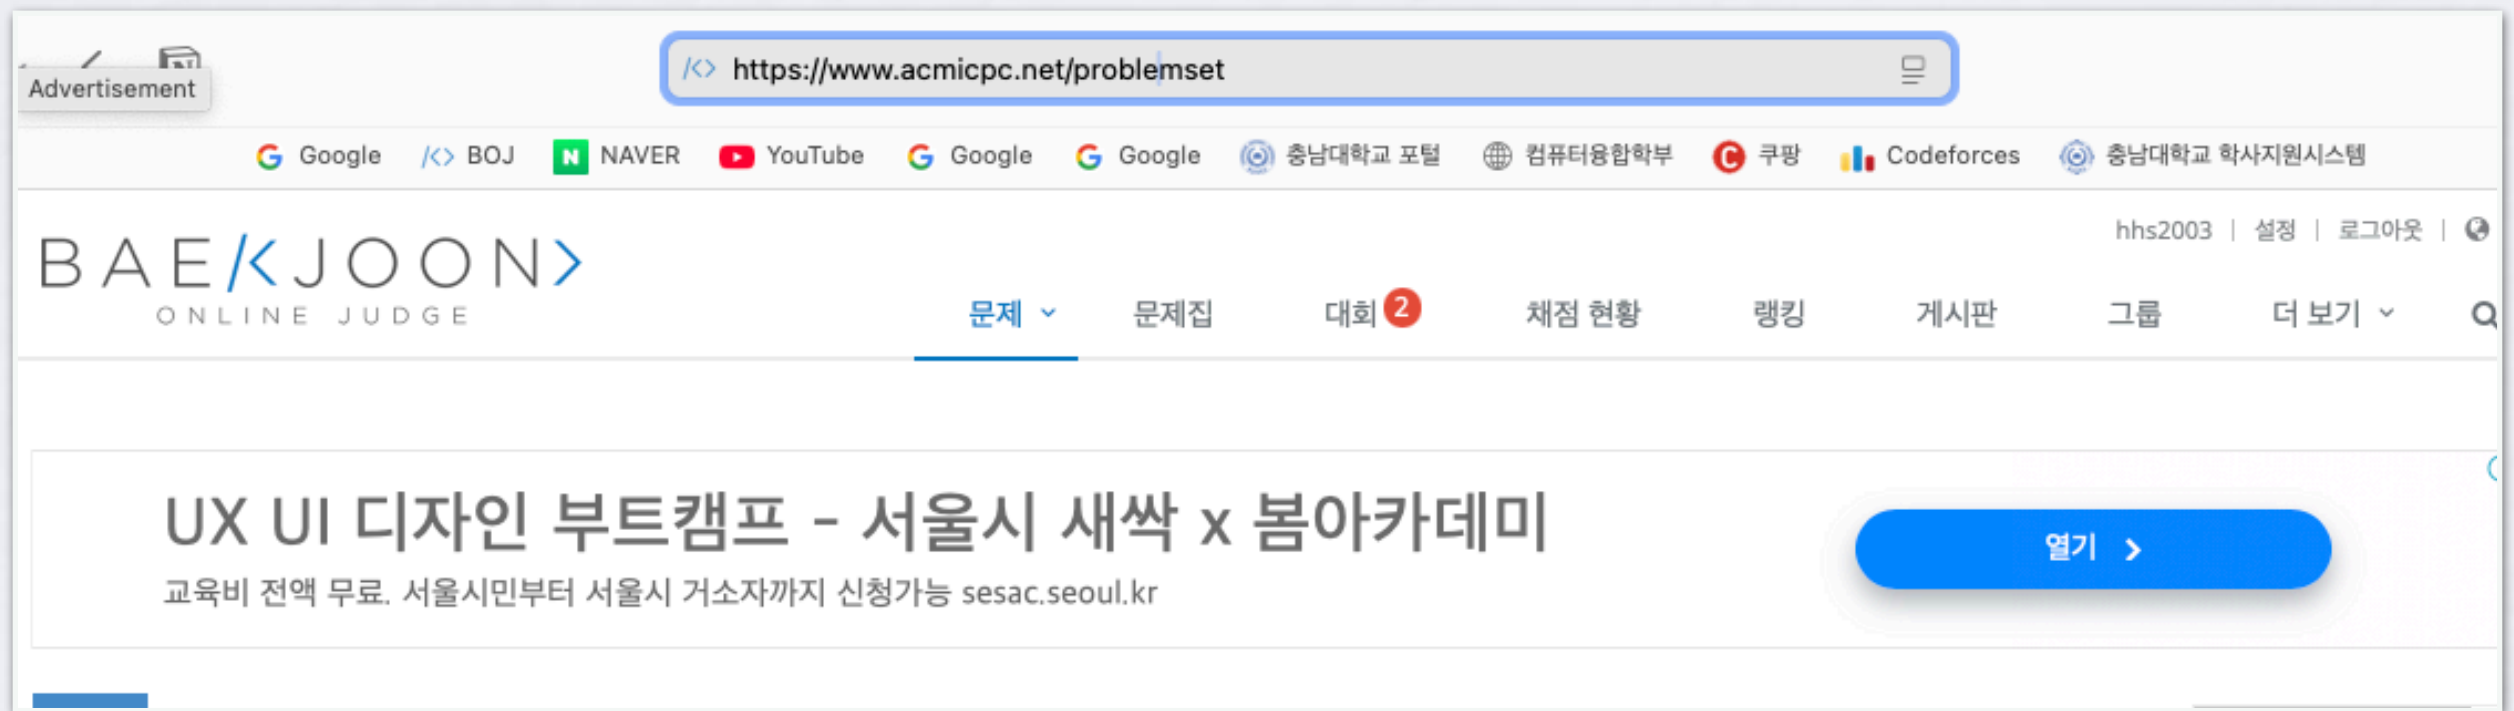 https://www.acmicpc.net/problemset
Advertisement
Google BOJ NAVER YouTube Google Google 충남대학교 포털 컴퓨터융합학부 쿠팡 Codeforces 충남대학교 학사지원시스템
hhs2003 | 설정 | 로그아웃 |
BAE/<JOON>
ONLINE JUDGE
문제 문제집 대회 2 채점 현황 랭킹 게시판 그룹 더 보기
UX UI 디자인 부트캠프 - 서울시 새싹 x 봄아카데미
열기
교육비 전액 무료. 서울시민부터 서울시 거소자까지 신청가능 sesac.seoul.kr